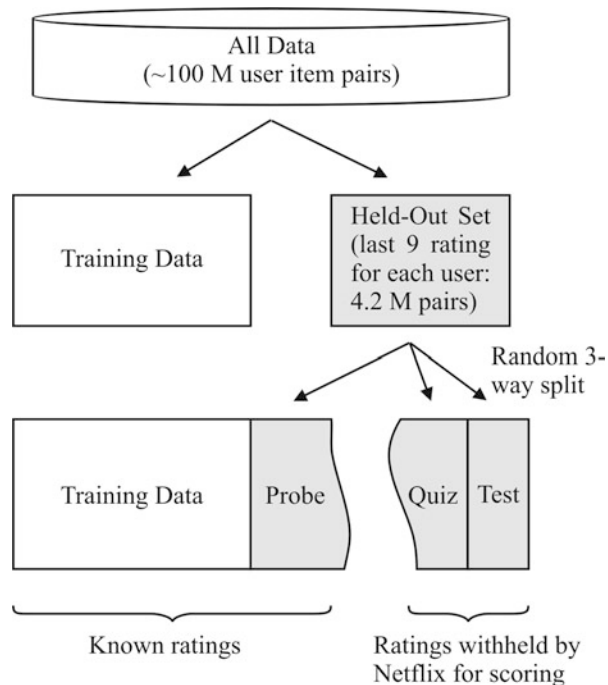 All Data
(~100 M user item pairs)
Training Data
Held-Out Set
(last 9 rating
for each user:
4.2 M pairs)
Random 3-
way split
Training Data
Probe
Quiz
Test
Known ratings
Ratings withheld by
Netflix for scoring